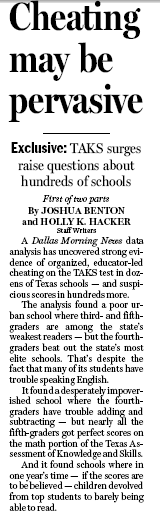 Cheating
may be
pervasive
Exclusive: TAKS surges
raise questions about
hundreds of schools
First of two parts
By JOSHUA BENTON
and HOLLY K. HACKER
Staff Writers
A Dallas Morning News data
analysis has uncovered strong evi-
dence of organized, educator-led
cheating on the TAKS test in doz-
ens of Texas schools — and suspi-
cious scores in hundreds more.
The analysis found a poor ur-
ban school where third- and fifth-
graders are among the state's
weakest readers — but the fourth-
graders beat out the state's most
elite schools. That's despite the
fact that many of its students have
trouble speaking English.
It found a desperately impover-
ished school where the fourth-
graders have trouble adding and
subtracting — but nearly all the
fifth-graders got perfect scores on
the math portion of the Texas As-
sessment of Knowledge and Skills.
And it found schools where in
one year's time — if the scores are
to be believed — children devolved
from top students to barely being
able to read.